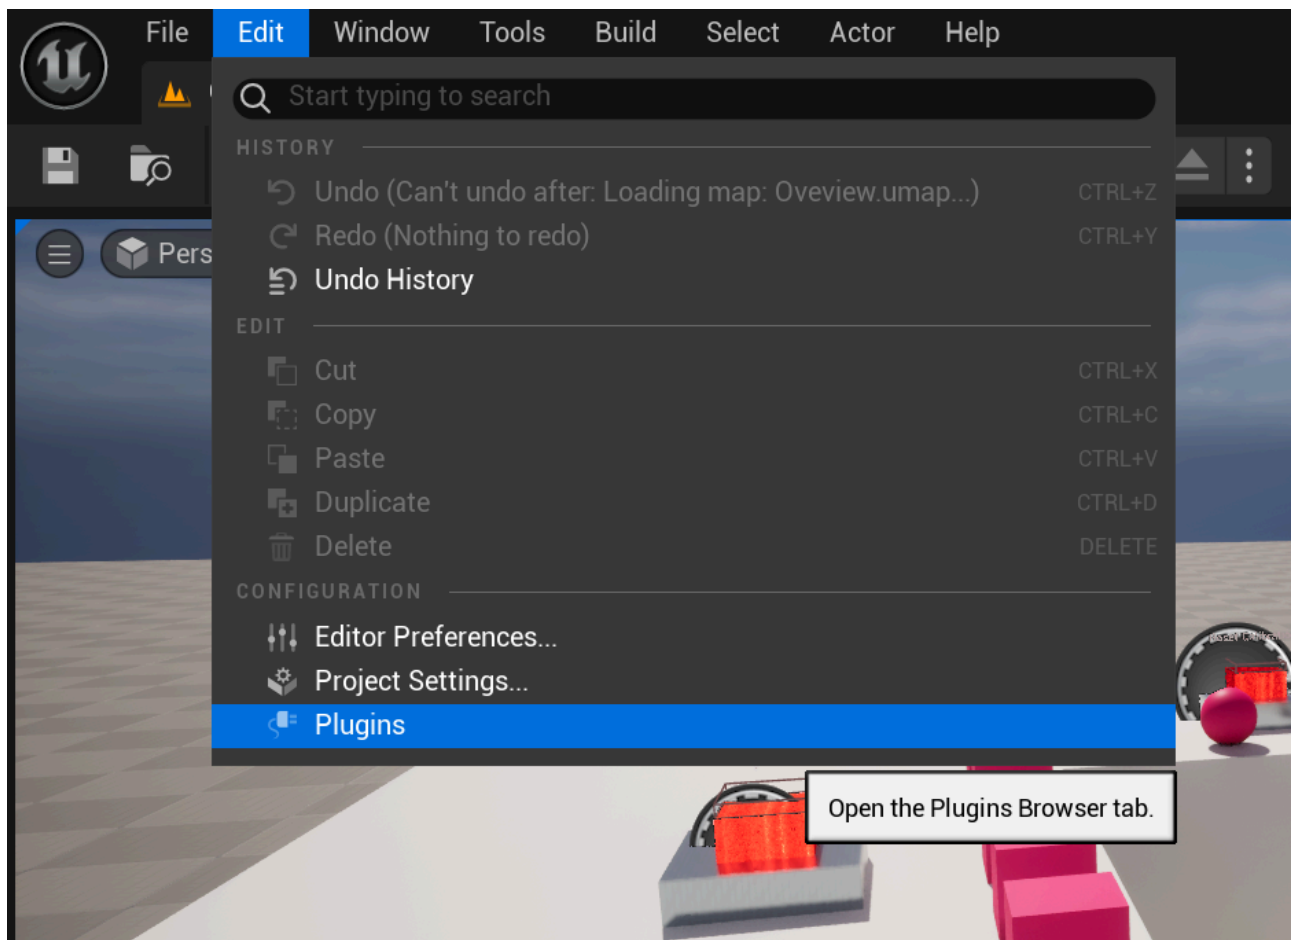 File Edit Window Tools Build Select Actor Help
Start typing to search
HISTORY
Undo (Can't undo after: Loading map: Oveview.umap...) CTRL+Z
Redo (Nothing to redo) CTRL+Y
Pers
Undo History
EDIT
Cut CTRL+X
Copy CTRL+C
Paste CTRL+V
Duplicate CTRL+D
Delete DELETE
CONFIGURATION
Editor Preferences...
Project Settings...
Plugins
Open the Plugins Browser tab.